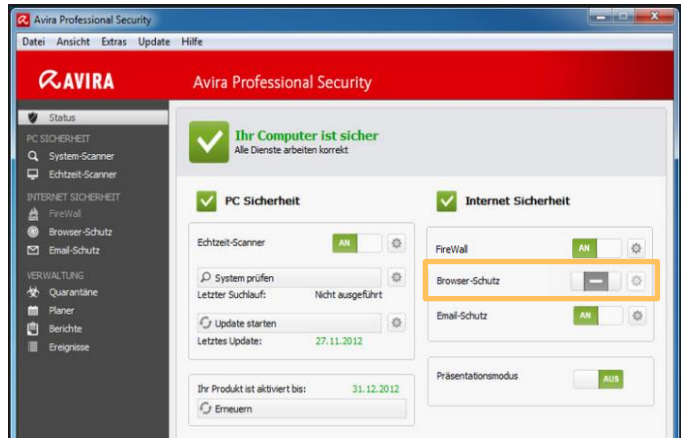 Avira Professional Security
Datei Ansicht Extras Update Hilfe
AVIRA
Avira Professional Security
Status
PC SICHERHEIT
System-Scanner
Echtzeit-Scanner
INTERNET SICHERHEIT
FireWall
Browser-Schutz
Email-Schutz
VERWALTUNG
Quarantäne
Planer
Berichte
Ereignisse
Ihr Computer ist sicher
Alle Dienste arbeiten korrekt
PC Sicherheit
Echtzeit-Scanner AN
System prüfen
Letzter Suchlauf: Nicht ausgeführt
Update starten
Letztes Update: 27.11.2012
Ihr Produkt ist aktiviert bis: 31.12.2012
Erneuern
Internet Sicherheit
FireWall AN
Browser-Schutz
Email-Schutz AN
Präsentationsmodus AUS